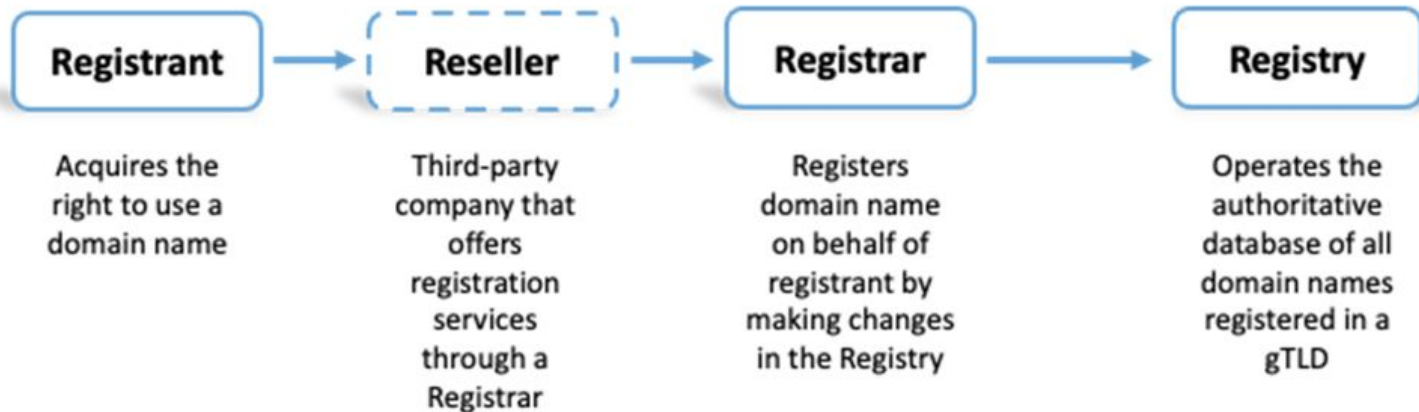 Registrant
Reseller
Registrar
Registry
Acquires the
right to use a
domain name
Third-party
company that
offers
registration
services
through a
Registrar
Registers
domain name
on behalf of
registrant by
making changes
in the Registry
Operates the
authoritative
database of all
domain names
registered in a
gTLD